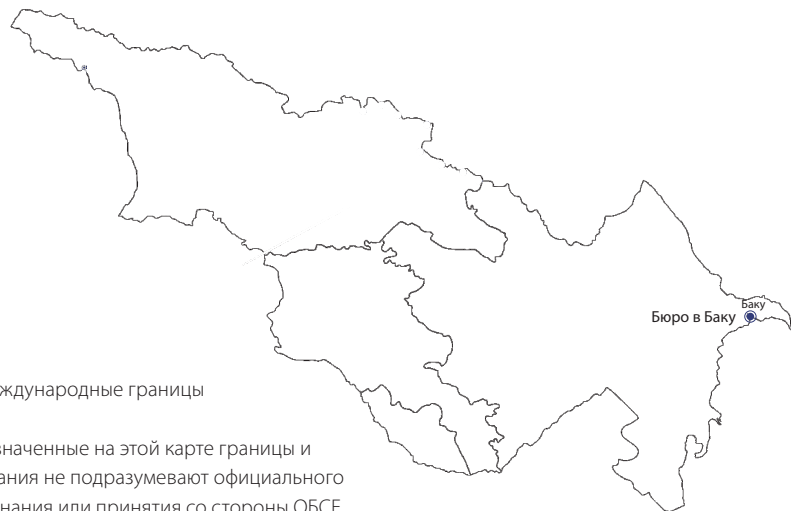 Баку
Бюро в Баку
ждународные границы
значенные на этой карте границы и
ания не подразумевают официального
нания или принятия со стороны ОБСЕ